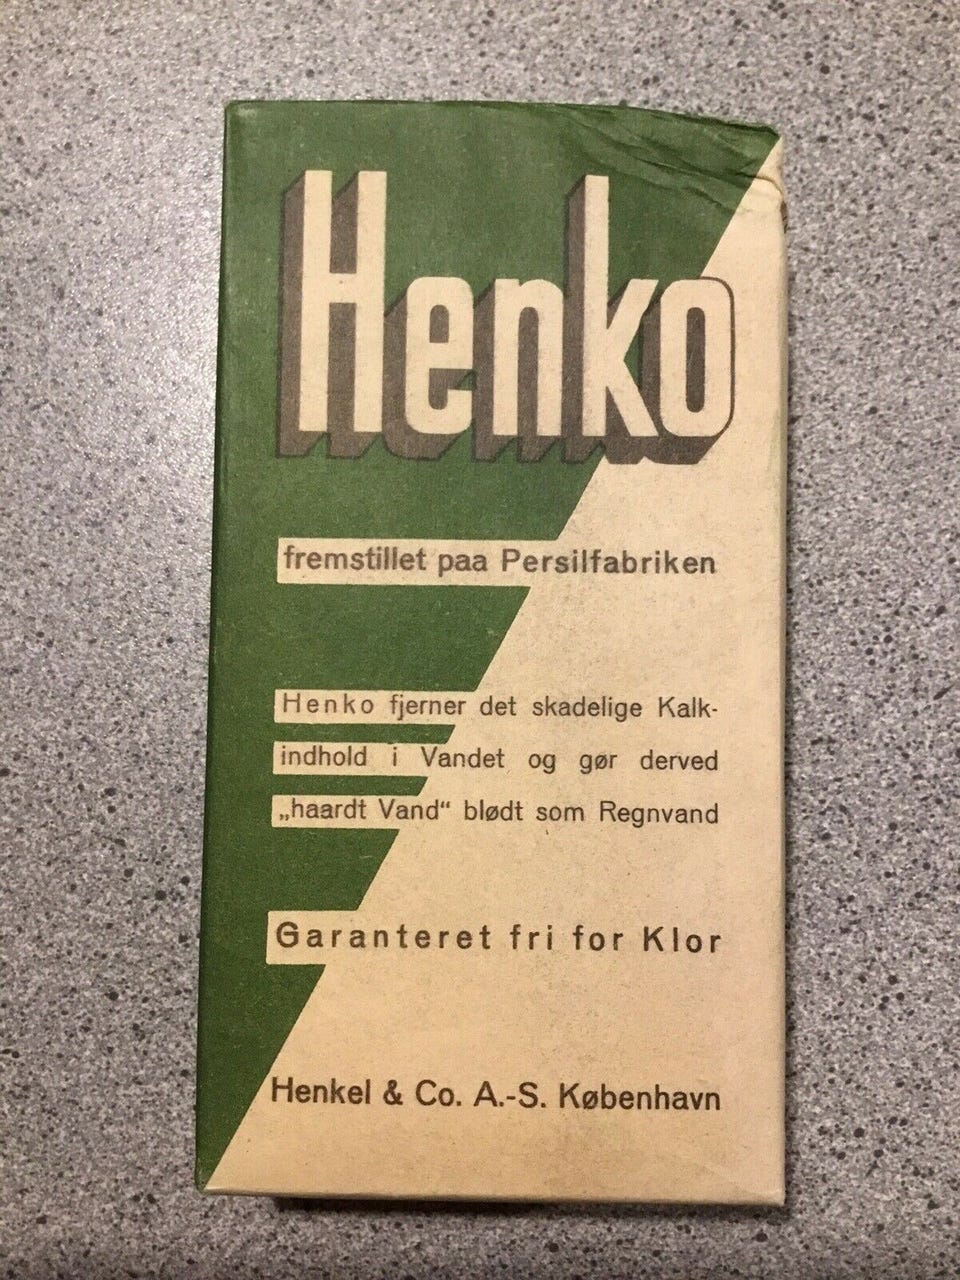 Henko
fremstillet paa Persilfabriken
Henko fjerner det skadelige Kalk-
indhold i Vandet og gør derved
„haardt Vand“ blødt som Regnvand
Garanteret fri for Klor
Henkel & Co. A.-S. København